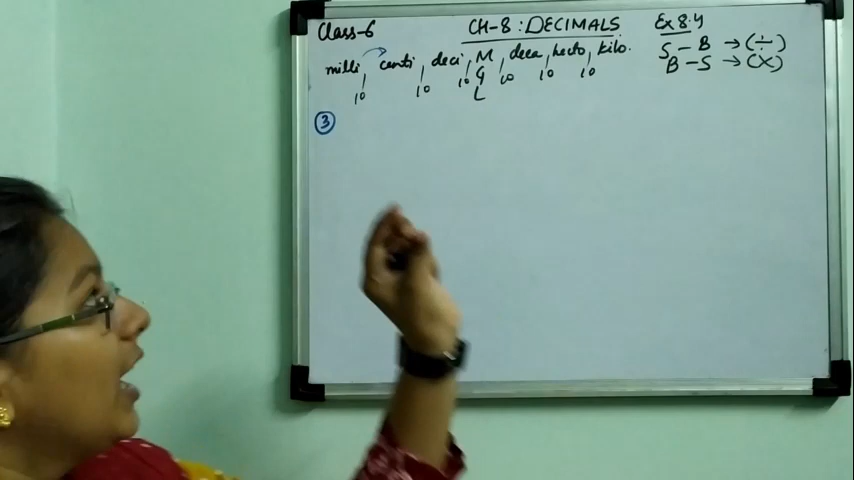 Class-6 CH-8: DECIMALS Ex 8.4
milli centi deci M deca hecto kilo.
10 10 10 G 10 10 10
L
S - B → (÷)
B - S → (×)
3